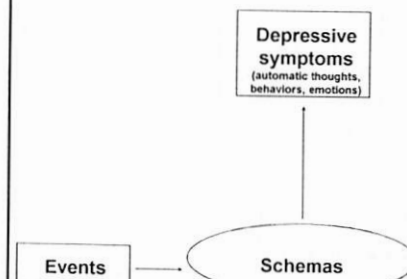 Depressive
symptoms
(automatic thoughts,
behaviors, emotions)
Events
Schemas